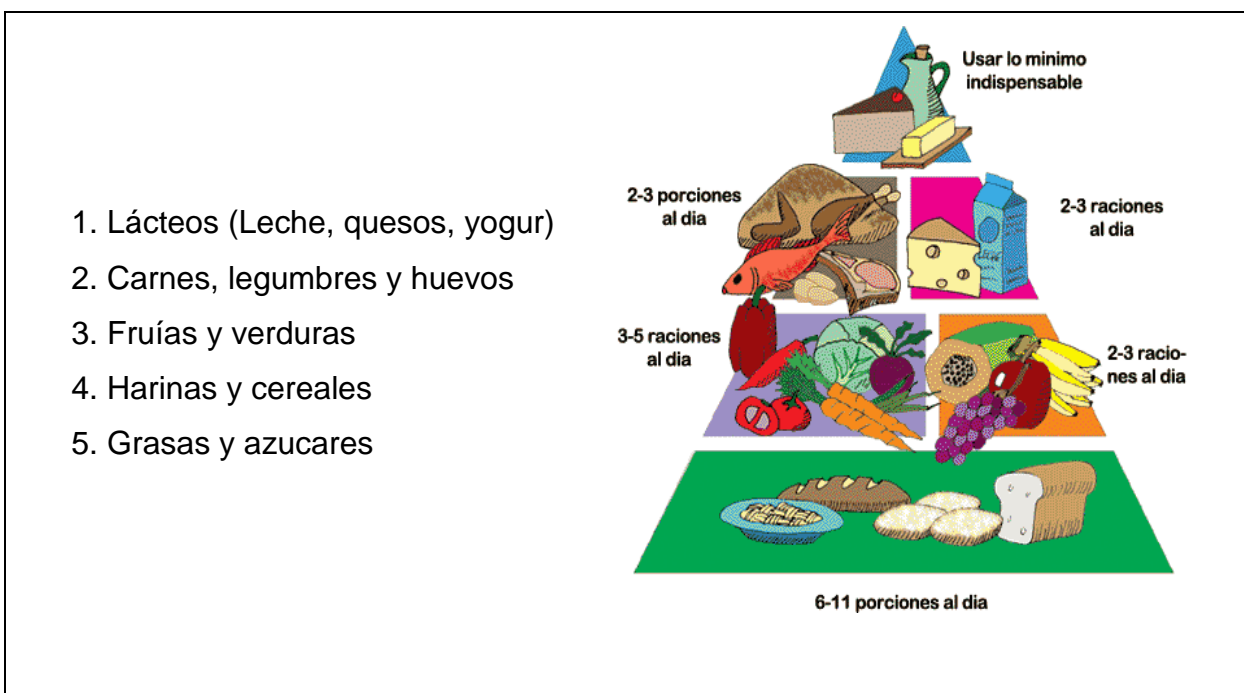 1. Lácteos (Leche, quesos, yogur)
2. Carnes, legumbres y huevos
3. Fruías y verduras
4. Harinas y cereales
5. Grasas y azucares
Usar lo minimo
indispensable
2-3 porciones
al dia
2-3 raciones
al dia
3-5 raciones
al dia
2-3 racio-
nes al dia
6-11 porciones al dia